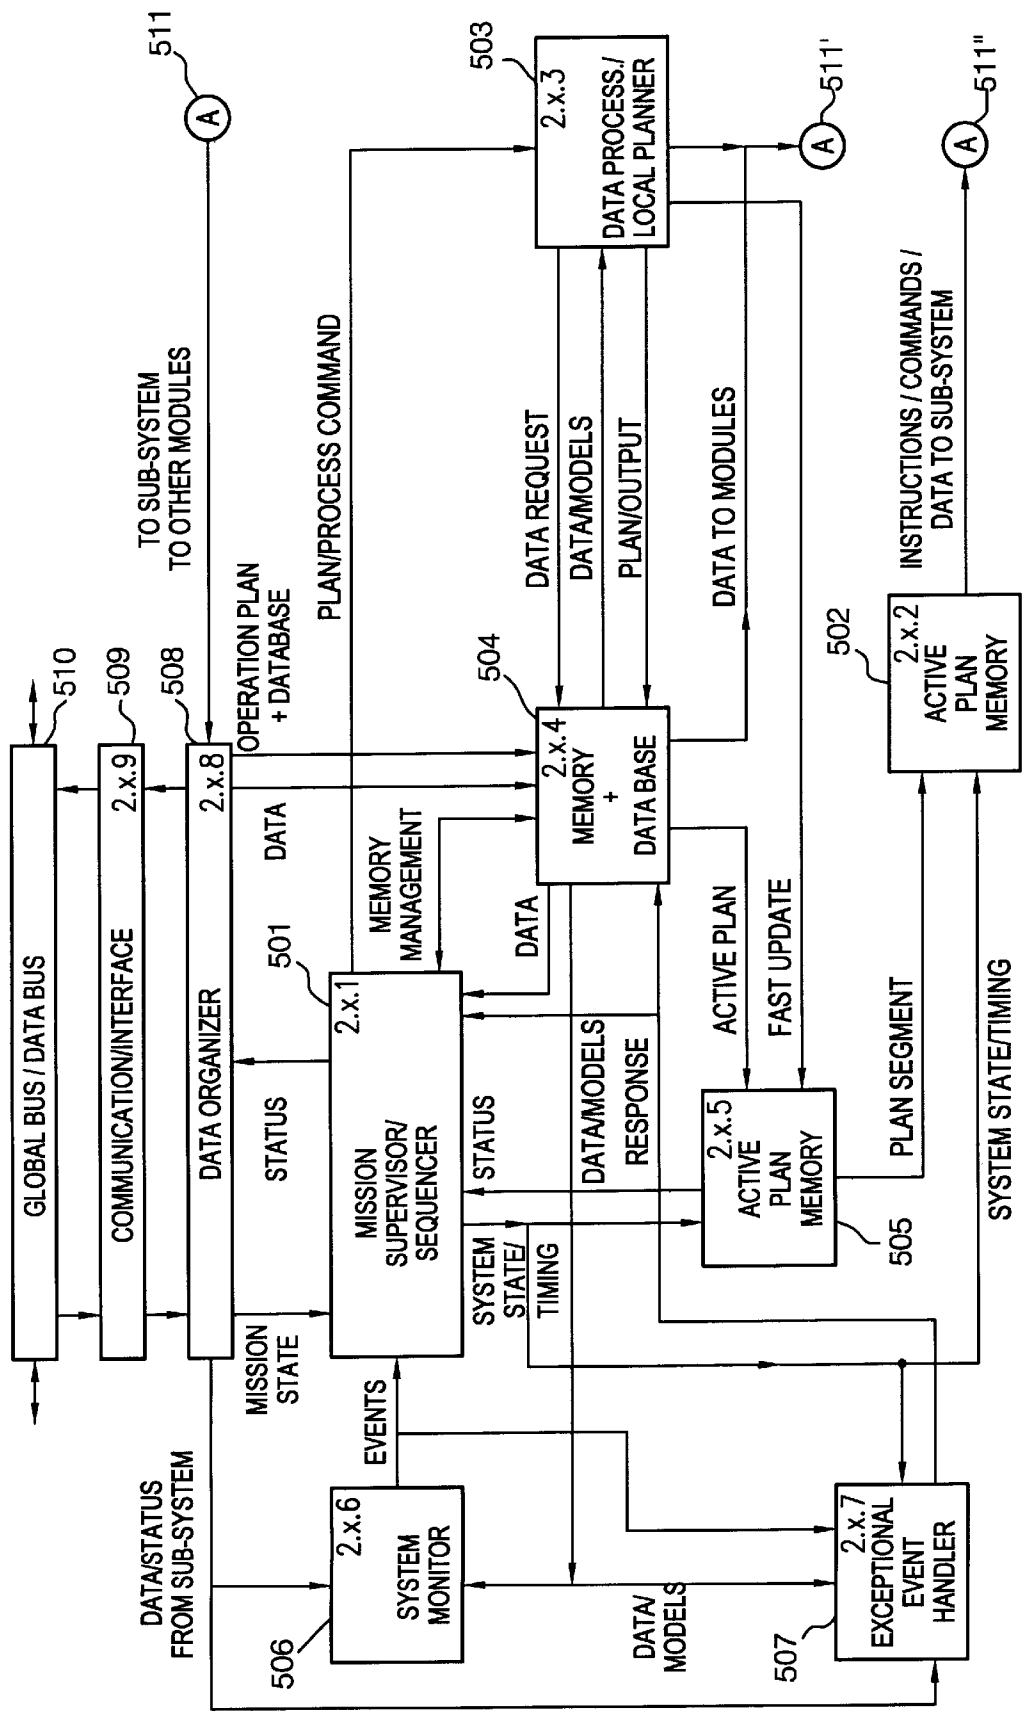 GLOBAL BUS / DATA BUS
510
COMMUNICATION/INTERFACE
2.x.9
509
DATA ORGANIZER
2.x.8
508
TO SUB-SYSTEM
TO OTHER MODULES
A
511
DATA/STATUS
FROM SUB-SYSTEM
MISSION
STATE
STATUS
DATA
OPERATION PLAN
+ DATABASE
2.x.6
SYSTEM
MONITOR
506
EVENTS
2.x.1
MISSION
SUPERVISOR/
SEQUENCER
501
MEMORY
MANAGEMENT
PLAN/PROCESS COMMAND
SYSTEM
STATE/
TIMING
STATUS
DATA
DATA/MODELS
RESPONSE
2.x.4
MEMORY
+
DATA BASE
504
DATA REQUEST
DATA/MODELS
PLAN/OUTPUT
2.x.3
DATA PROCESS./
LOCAL PLANNER
503
DATA/
MODELS
ACTIVE PLAN
FAST UPDATE
DATA TO MODULES
A
511'
2.x.5
ACTIVE
PLAN
MEMORY
505
2.x.7
EXCEPTIONAL
EVENT
HANDLER
507
PLAN SEGMENT
SYSTEM STATE/TIMING
2.x.2
ACTIVE
PLAN
MEMORY
502
INSTRUCTIONS / COMMANDS /
DATA TO SUB-SYSTEM
A
511"